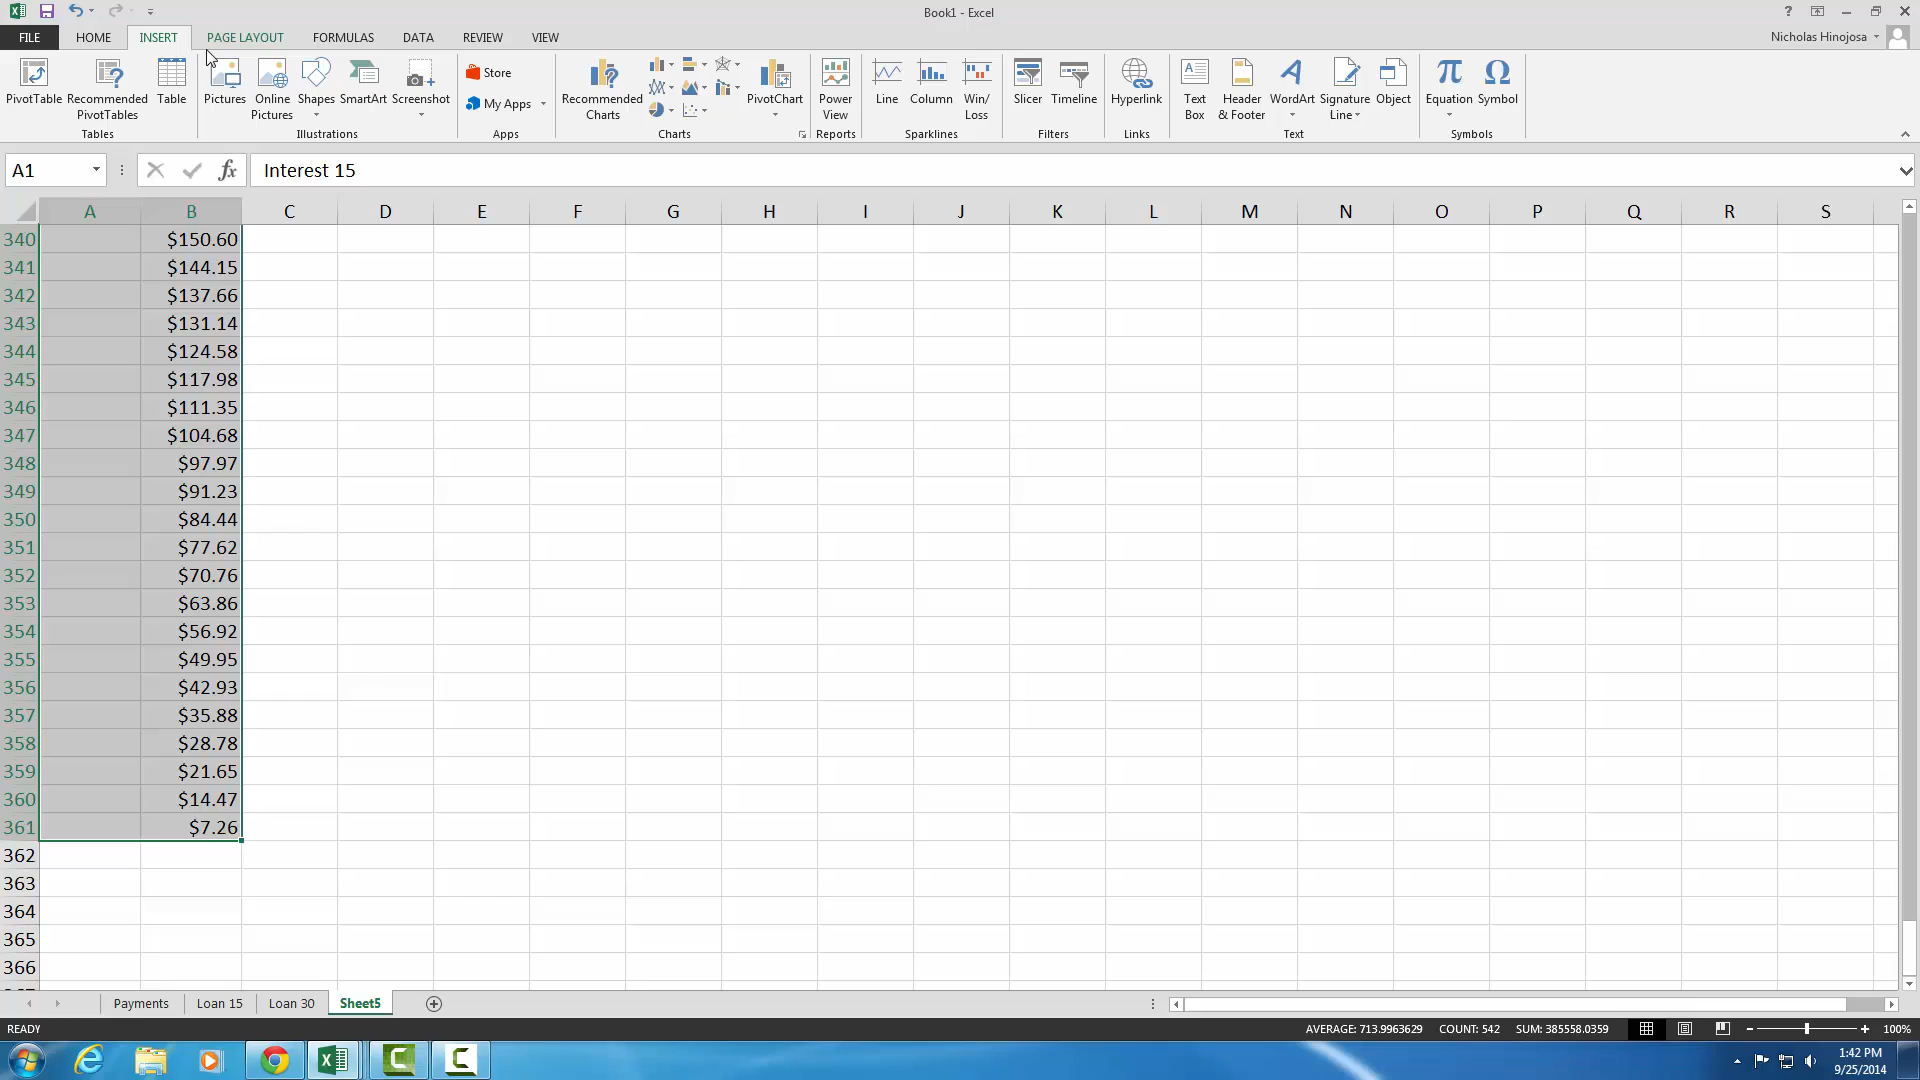 Book1 - Excel
FILE HOME INSERT PAGE LAYOUT FORMULAS DATA REVIEW VIEW
Nicholas Hinojosa
PivotTable
Recommended
PivotTables
Table
Tables
Pictures
Online
Pictures
Shapes
SmartArt
Screenshot
Illustrations
Store
My Apps
Apps
Recommended
Charts
PivotChart
Charts
Power
View
Reports
Line
Column
Win/
Loss
Sparklines
Slicer
Timeline
Filters
Hyperlink
Links
Text
Box
Header
& Footer
WordArt
Signature
Line
Object
Text
Equation
Symbol
Symbols
A1
fx
Interest 15
A B C D E F G H I J K L M N O P Q R S
340 $150.60
341 $144.15
342 $137.66
343 $131.14
344 $124.58
345 $117.98
346 $111.35
347 $104.68
348 $97.97
349 $91.23
350 $84.44
351 $77.62
352 $70.76
353 $63.86
354 $56.92
355 $49.95
356 $42.93
357 $35.88
358 $28.78
359 $21.65
360 $14.47
361 $7.26
362
363
364
365
366
Payments Loan 15 Loan 30 Sheet5
READY
AVERAGE: 713.9963629 COUNT: 542 SUM: 385558.0359
100%
1:42 PM
9/25/2014